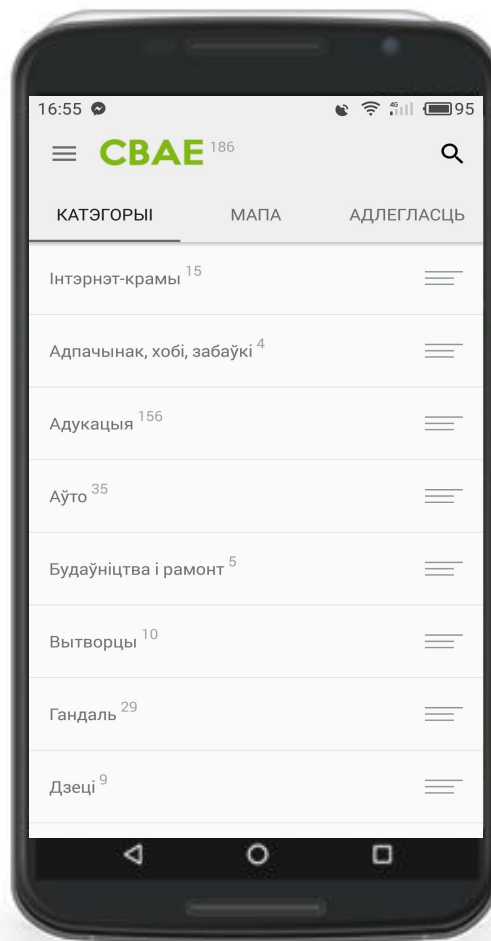 16:55 4G 95
СВАЕ 186
КАТЭГОРЫІ МАПА АДЛЕГЛАСЦЬ
Інтэрнэт-крамы 15
Адпачынак, хобі, забаўкі 4
Адукацыя 156
Аўто 35
Будаўніцтва і рамонт 5
Вытворцы 10
Гандаль 29
Дзеці 9